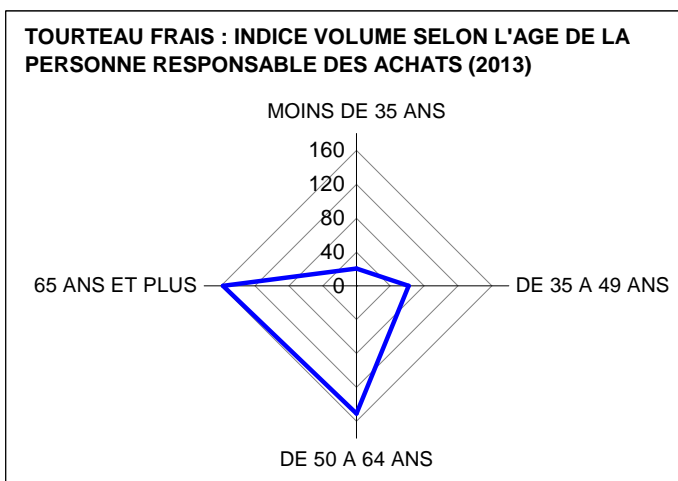 TOURTEAU FRAIS : INDICE VOLUME SELON L'AGE DE LA
PERSONNE RESPONSABLE DES ACHATS (2013)
MOINS DE 35 ANS
160
120
80
40
0
65 ANS ET PLUS
DE 35 A 49 ANS
DE 50 A 64 ANS